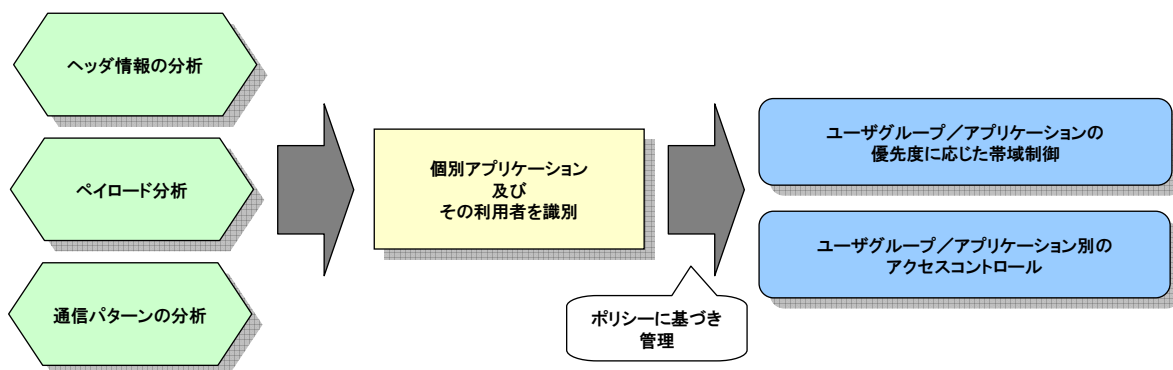 ヘッダ情報の分析
ペイロード分析
通信パターンの分析
個別アプリケーション
及び
その利用者を識別
ポリシーに基づき
管理
ユーザグループ／アプリケーションの
優先度に応じた帯域制御
ユーザグループ／アプリケーション別の
アクセスコントロール